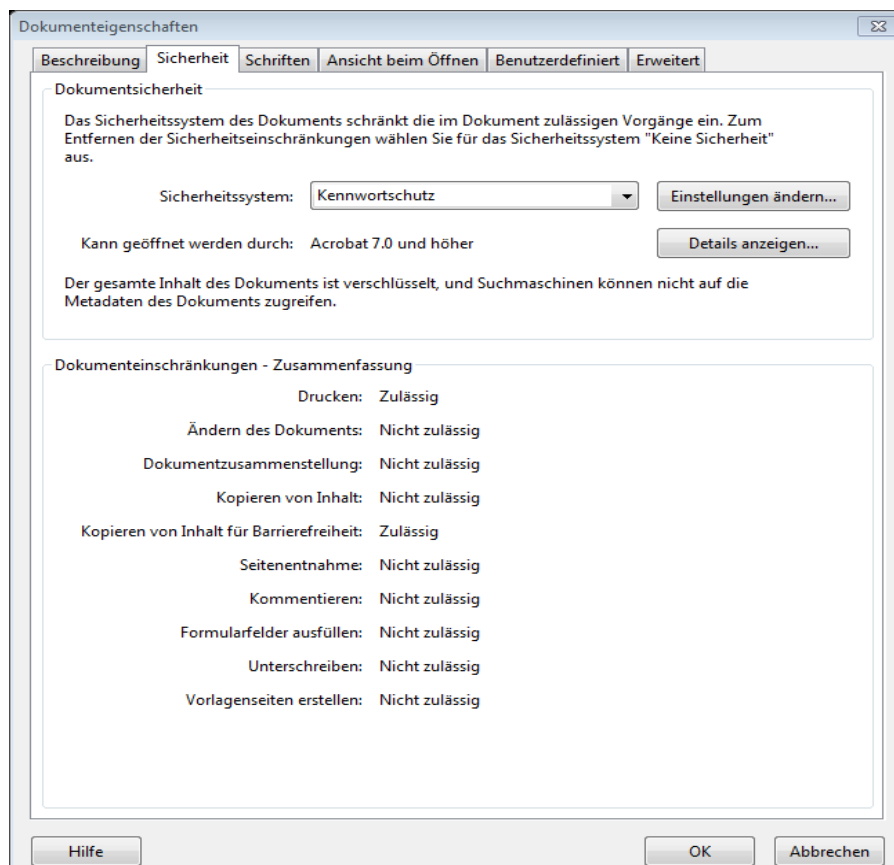 Dokumenteigenschaften
Beschreibung Sicherheit Schriften Ansicht beim Öffnen Benutzerdefiniert Erweitert
Dokumentsicherheit
Das Sicherheitssystem des Dokuments schränkt die im Dokument zulässigen Vorgänge ein. Zum
Entfernen der Sicherheitseinschränkungen wählen Sie für das Sicherheitssystem "Keine Sicherheit"
aus.
Sicherheitssystem: Kennwortschutz Einstellungen ändern...
Kann geöffnet werden durch: Acrobat 7.0 und höher Details anzeigen...
Der gesamte Inhalt des Dokuments ist verschlüsselt, und Suchmaschinen können nicht auf die
Metadaten des Dokuments zugreifen.
Dokumenteinschränkungen - Zusammenfassung
Drucken: Zulässig
Ändern des Dokuments: Nicht zulässig
Dokumentzusammenstellung: Nicht zulässig
Kopieren von Inhalt: Nicht zulässig
Kopieren von Inhalt für Barrierefreiheit: Zulässig
Seitenentnahme: Nicht zulässig
Kommentieren: Nicht zulässig
Formularfelder ausfüllen: Nicht zulässig
Unterschreiben: Nicht zulässig
Vorlagenseiten erstellen: Nicht zulässig
Hilfe OK Abbrechen